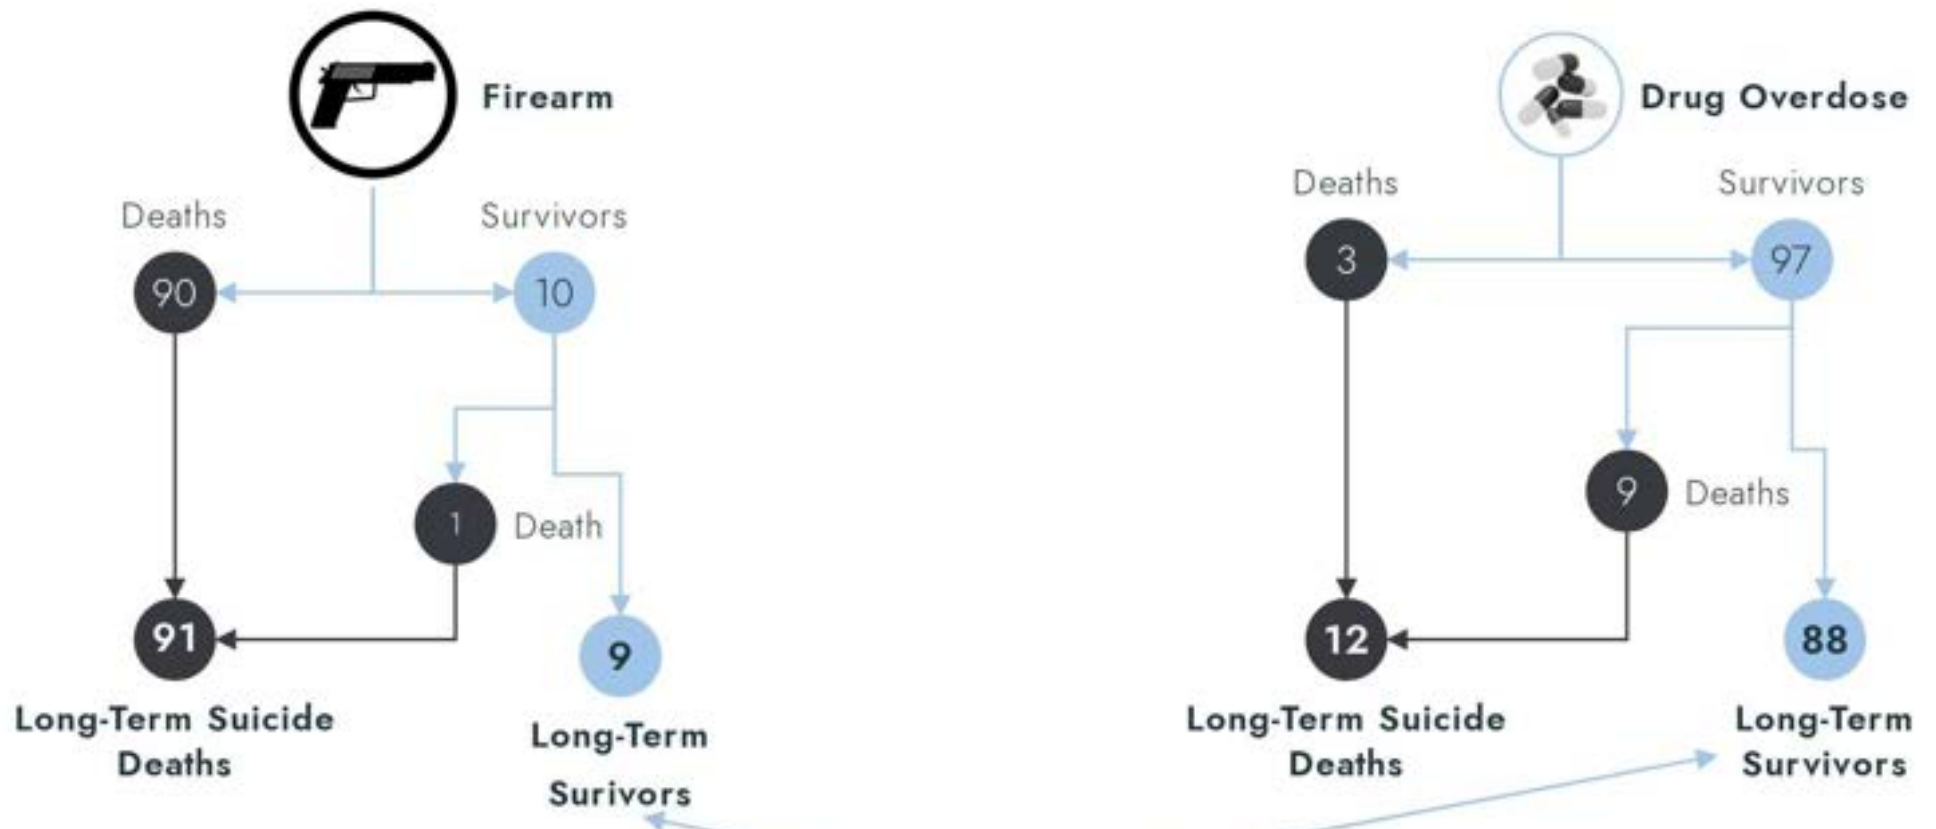 Firearm
Deaths
Survivors
90
10
1
Death
91
9
Long-Term Suicide
Deaths
Long-Term
Surivors
Drug Overdose
Deaths
Survivors
3
97
9
Deaths
12
88
Long-Term Suicide
Deaths
Long-Term
Survivors